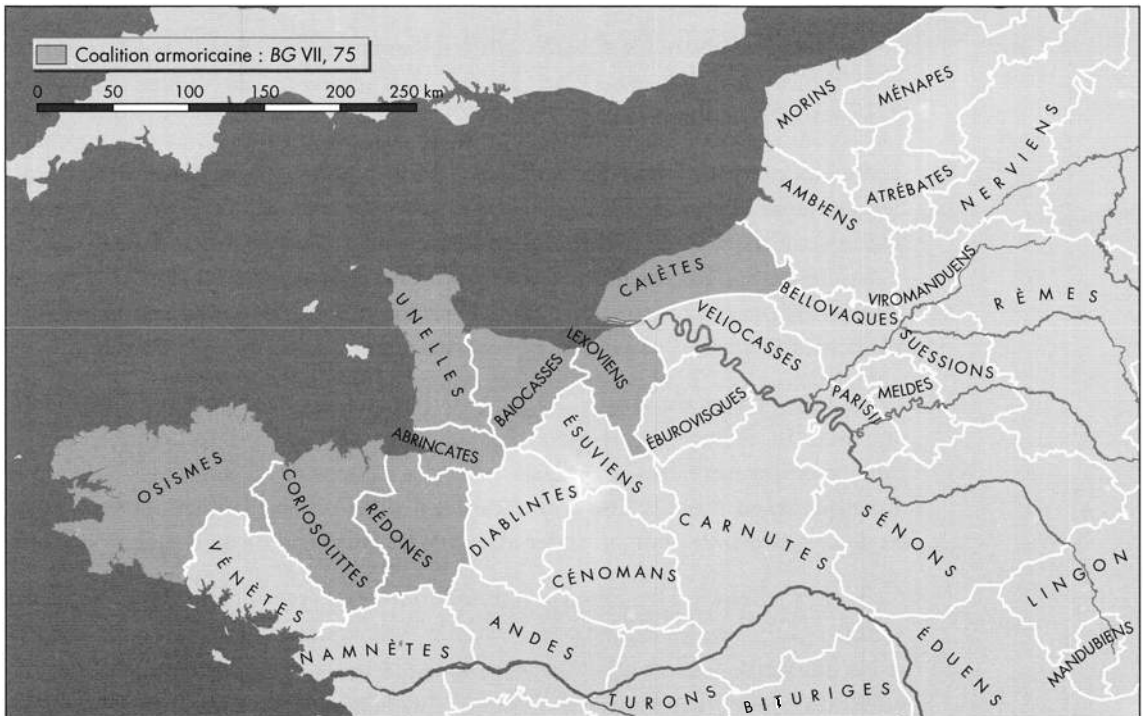 Coalition armoricaine : BG VII, 75
0 50 100 150 200 250 km
MORINS
MÉNAPES
NERVIENS
ATRÉBATES
AMBIENS
CALÈTES
VIROMANDUENS
BELLOVAQUES
RÈMES
UNELLES
VELIOCASSES
LEXOVIENS
SUESSIONS
BAIOCASSES
MELDES
PARISII
ÉBUROVISQUES
ABRINCATES
ÉSUVIENS
OSISMES
CORIOSOLITTES
RÉDONES
DIABLINTES
CARNUTES
SÉNONS
VÉNÈTES
CÉNOMANS
LINGON
ANDES
NAMNÈTES
ÉDUENS
MANDUBIENS
TURONS
BITURIGES